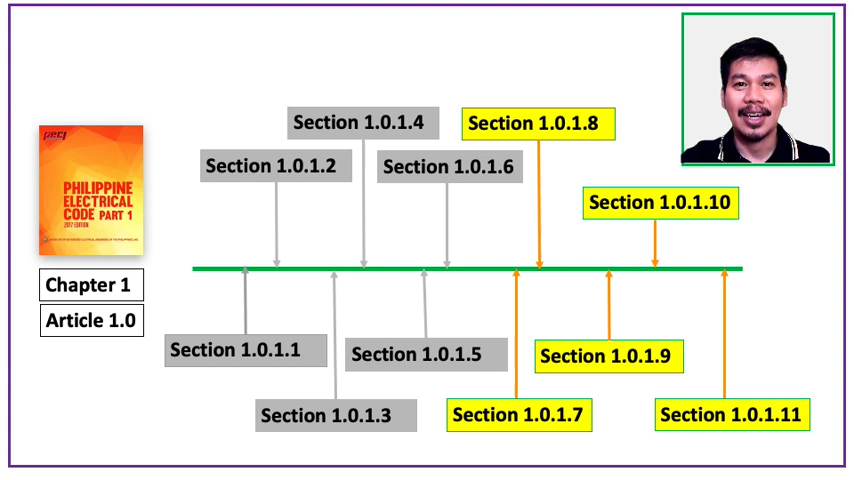 Section 1.0.1.4
Section 1.0.1.8
Section 1.0.1.2
Section 1.0.1.6
Section 1.0.1.10
PHILIPPINE
ELECTRICAL
CODE PART 1
2017 EDITION
Chapter 1
Article 1.0
Section 1.0.1.1
Section 1.0.1.5
Section 1.0.1.9
Section 1.0.1.3
Section 1.0.1.7
Section 1.0.1.11